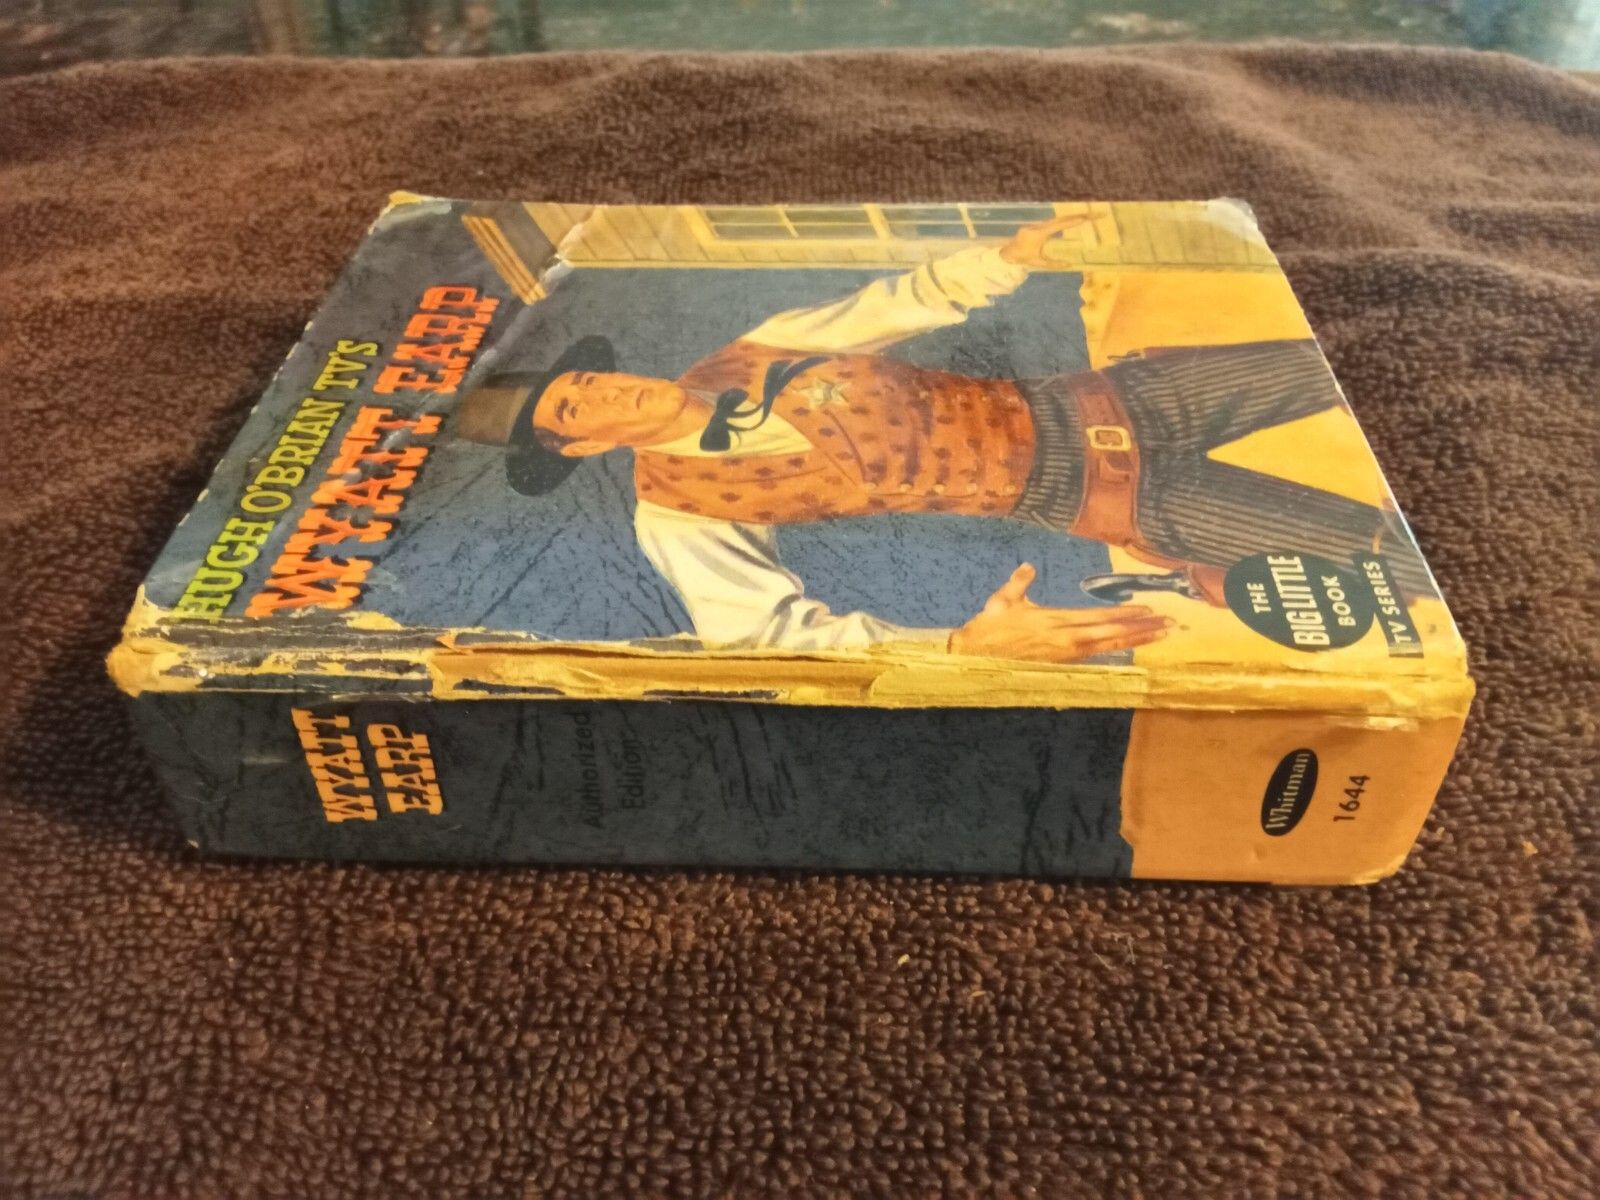 HUGH O'BRIAN TV'S
WYATT EARP
THE
BIG LITTLE
BOOK
TV SERIES
WYATT
EARP
Authorized
Edition
Whitman
1644